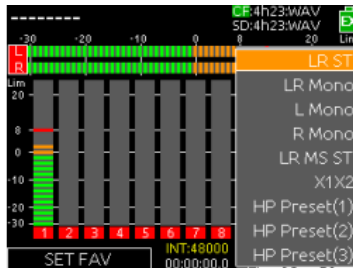 --------
CF:4h23:WAV
SD:4h23:WAV
-30 -20 -10 0 8 20 Lim
L
R
Lim
20
8
0
-10
-20
-30
1 2 3 4 5 6 7 8
LR ST
LR Mono
L Mono
R Mono
LR MS ST
X1X2
HP Preset(1)
HP Preset(2)
HP Preset(3)
SET FAV
INT:48000
00:00:00.0